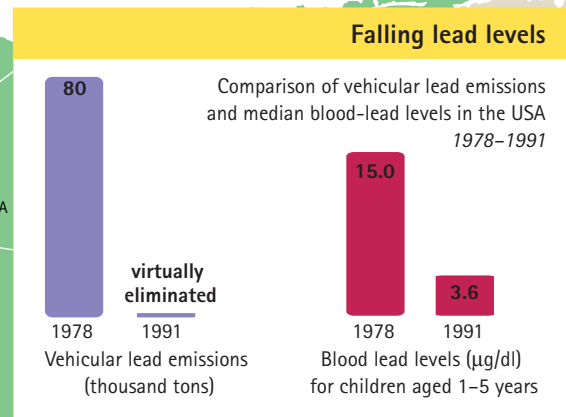 Falling lead levels
Comparison of vehicular lead emissions
and median blood-lead levels in the USA
1978–1991
80
virtually
eliminated
1978 1991
Vehicular lead emissions
(thousand tons)
15.0
3.6
1978 1991
Blood lead levels (µg/dl)
for children aged 1–5 years
A